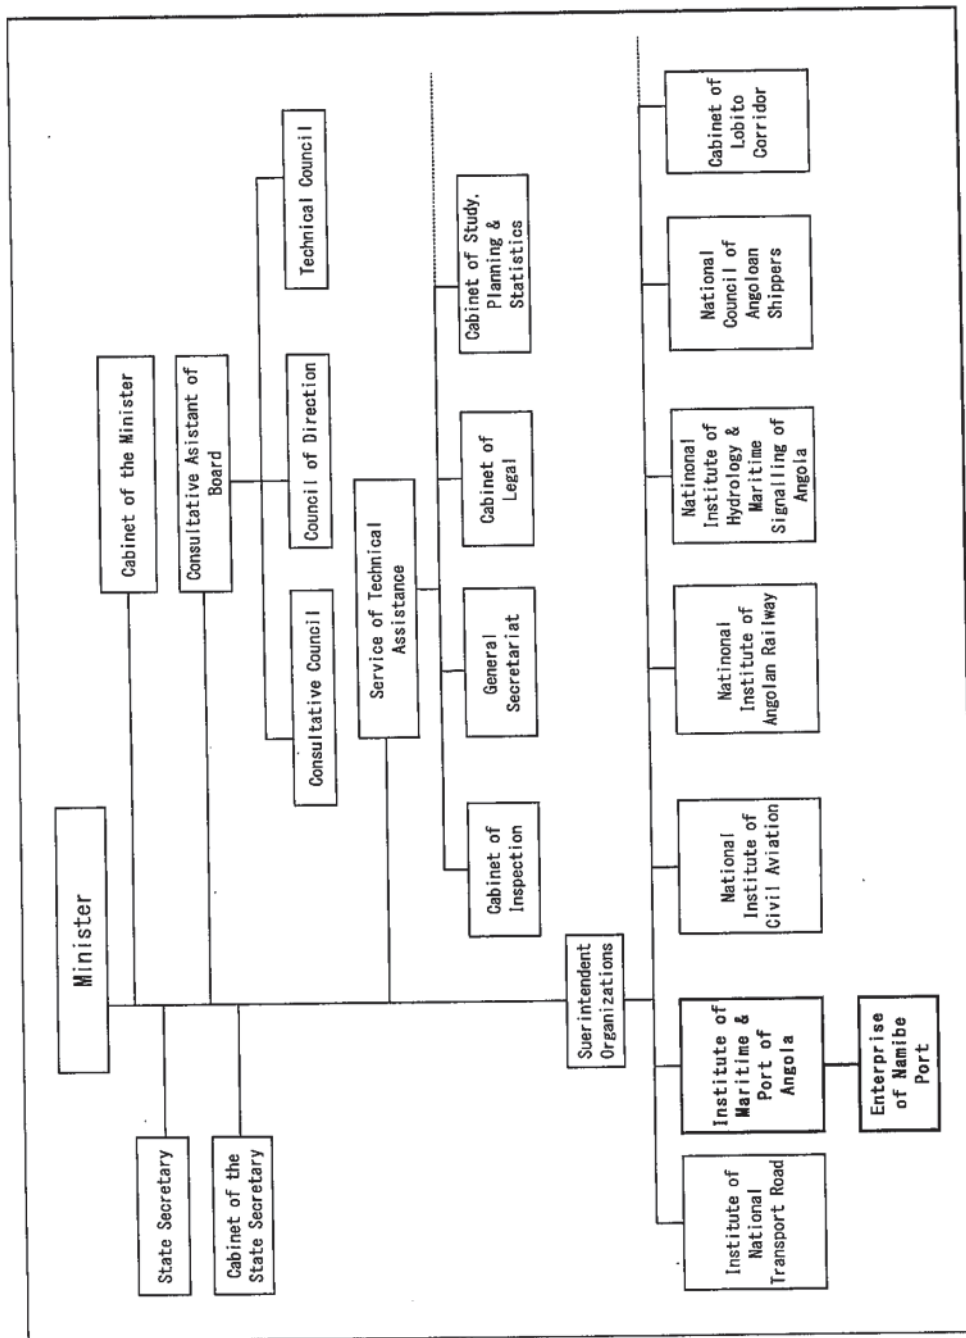 Minister
State Secretary
Cabinet of the
State Secretary
Cabinet of the Minister
Consultative Asistant of
Board
Consultative Council
Council of Direction
Technical Council
Service of Technical
Assistance
Cabinet of
Inspection
General
Secretariat
Cabinet of
Legal
Cabinet of Study,
Planning &
Statistics
Suerintendent
Organizations
Institute of
National
Transport Road
Institute of
Maritime &
Port of
Angola
National
Institute of
Civil Aviation
Natinonal
Institute of
Angolan Railway
Natinonal
Institute of
Hydrology &
Maritime
Signalling of
Angola
National
Council of
Angoloan
Shippers
Cabinet of
Lobito
Corridor
Enterprise
of Namibe
Port